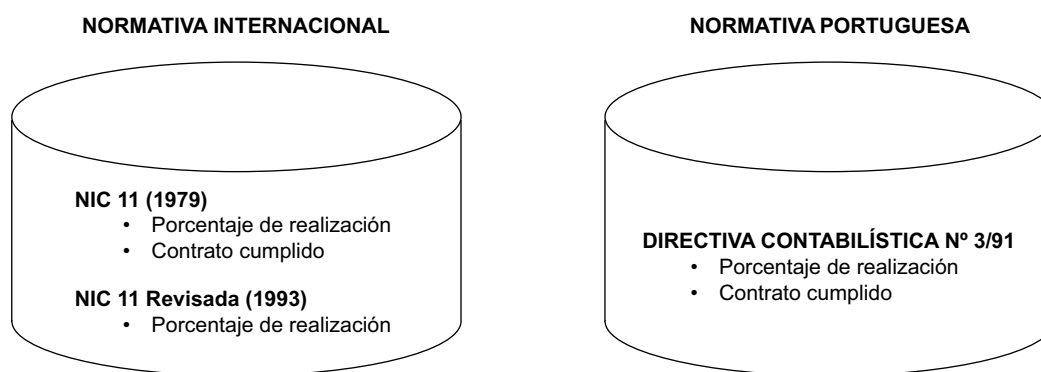 NORMATIVA INTERNACIONAL
NIC 11 (1979)
• Porcentaje de realización
• Contrato cumplido
NIC 11 Revisada (1993)
• Porcentaje de realización
NORMATIVA PORTUGUESA
DIRECTIVA CONTABILÍSTICA Nº 3/91
• Porcentaje de realización
• Contrato cumplido